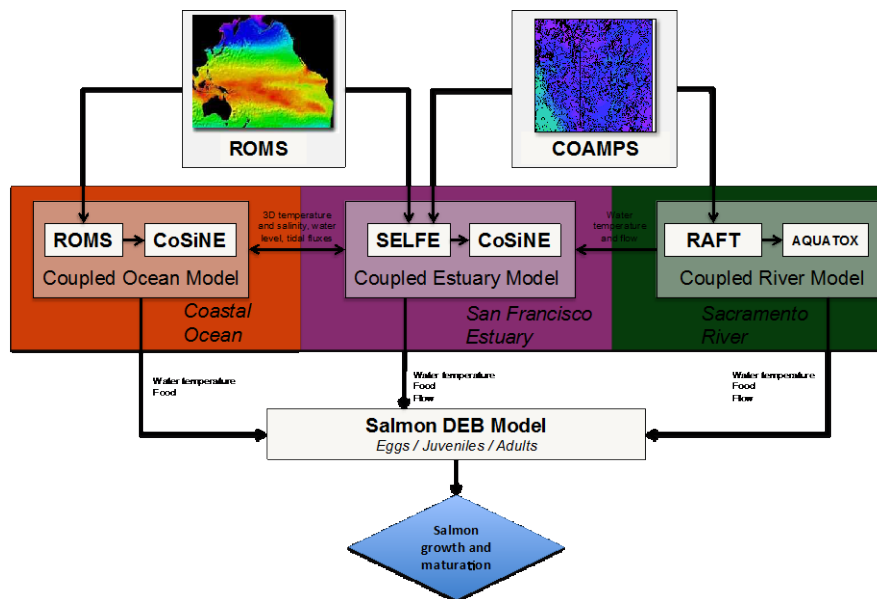 ROMS
COAMPS
3D temperature
and salinity, water
level, tidal fluxes
Water
temperature
and flow
ROMS
CoSiNE
SELFE
CoSiNE
RAFT
AQUATOX
Coupled Ocean Model
Coupled Estuary Model
Coupled River Model
Coastal
Ocean
San Francisco
Estuary
Sacramento
River
Water temperature
Food
Water temperature
Food
Flow
Water temperature
Food
Flow
Salmon DEB Model
Eggs / Juveniles / Adults
Salmon
growth and
maturation